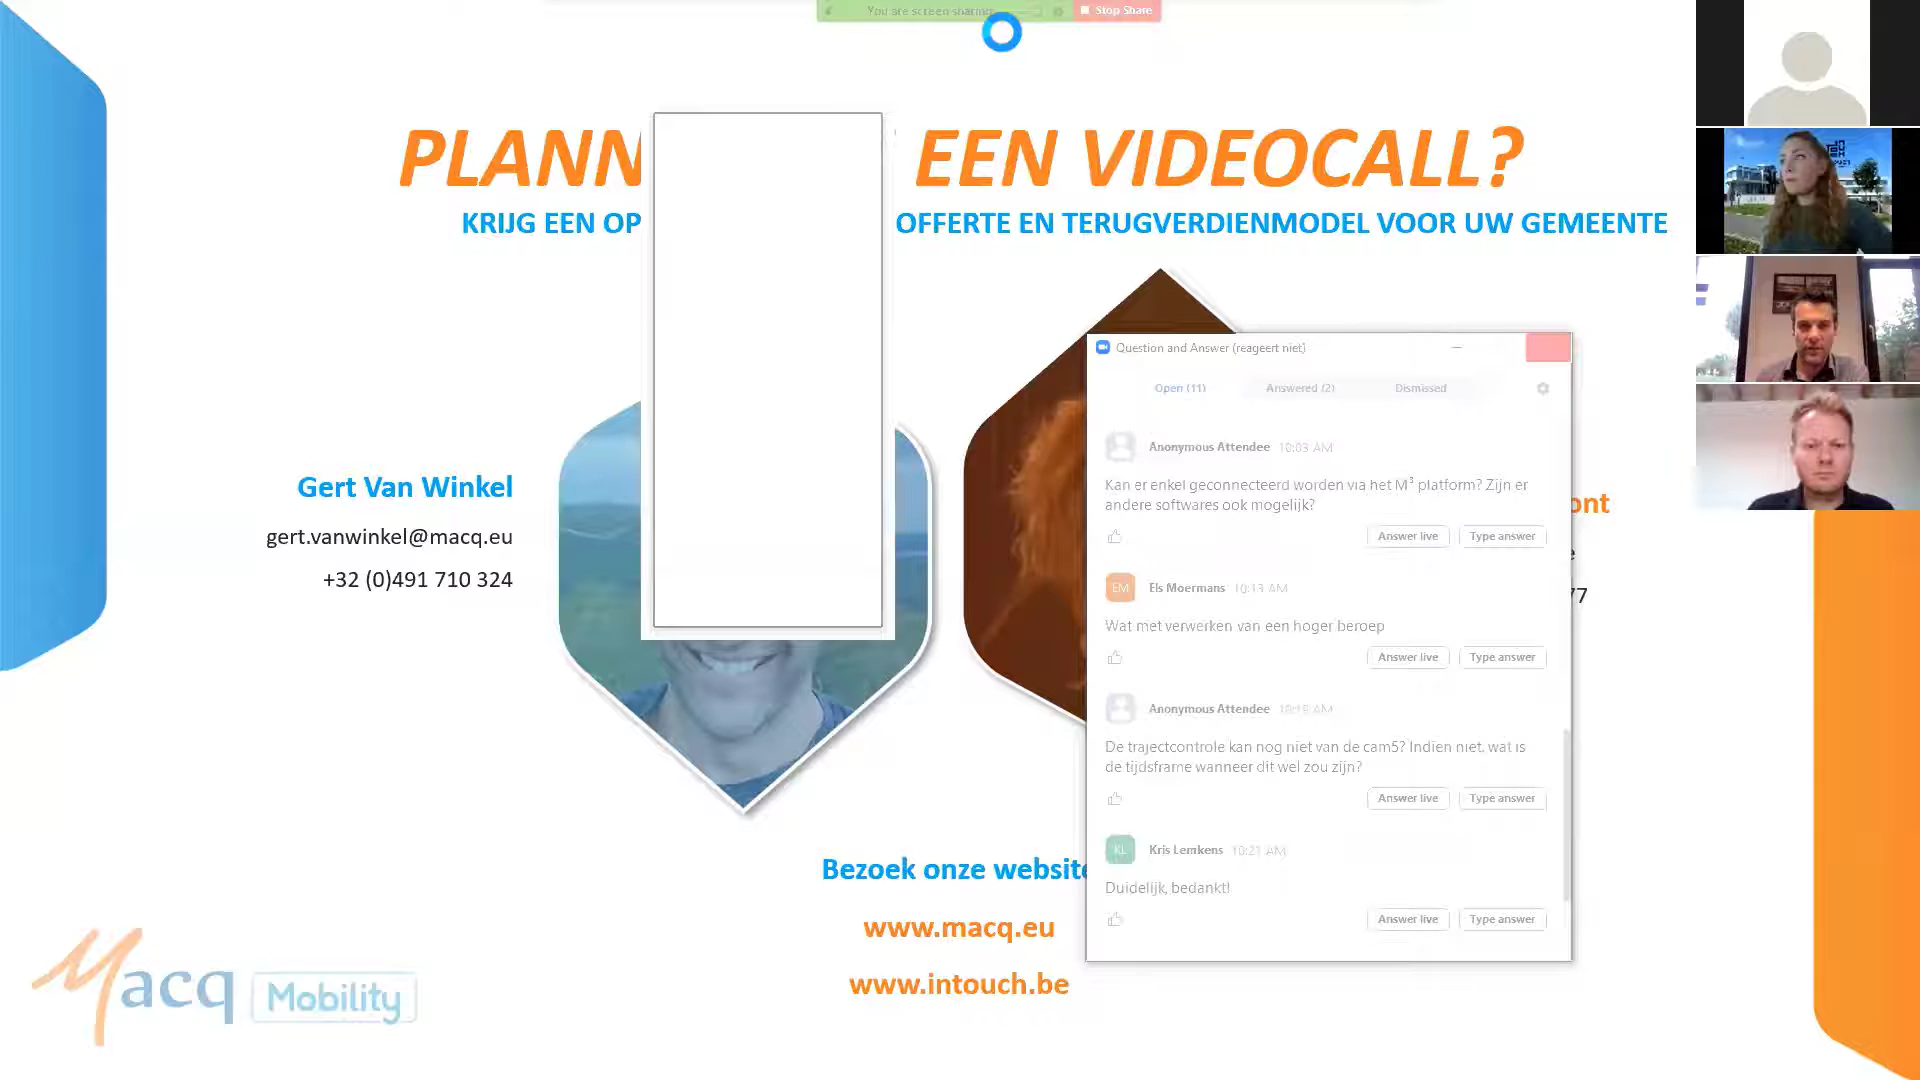 You are screen sharing
Stop Share
PLANN EEN VIDEOCALL?
KRIJG EEN OP OFFERTE EN TERUGVERDIENMODEL VOOR UW GEMEENTE
Gert Van Winkel
gert.vanwinkel@macq.eu
+32 (0)491 710 324
ont
e
77
Question and Answer (reageert niet)
Open (11)
Answered (2)
Dismissed
Anonymous Attendee 10:03 AM
Kan er enkel geconnecteerd worden via het M³ platform? Zijn er
andere softwares ook mogelijk?
Answer live
Type answer
EM
Els Moermans 10:13 AM
Wat met verwerken van een hoger beroep
Answer live
Type answer
Anonymous Attendee 10:19 AM
De trajectcontrole kan nog niet van de cam5? Indien niet, wat is
de tijdsframe wanneer dit wel zou zijn?
Answer live
Type answer
KL
Kris Lemkens 10:21 AM
Duidelijk, bedankt!
Answer live
Type answer
Bezoek onze website
www.macq.eu
www.intouch.be
Macq Mobility